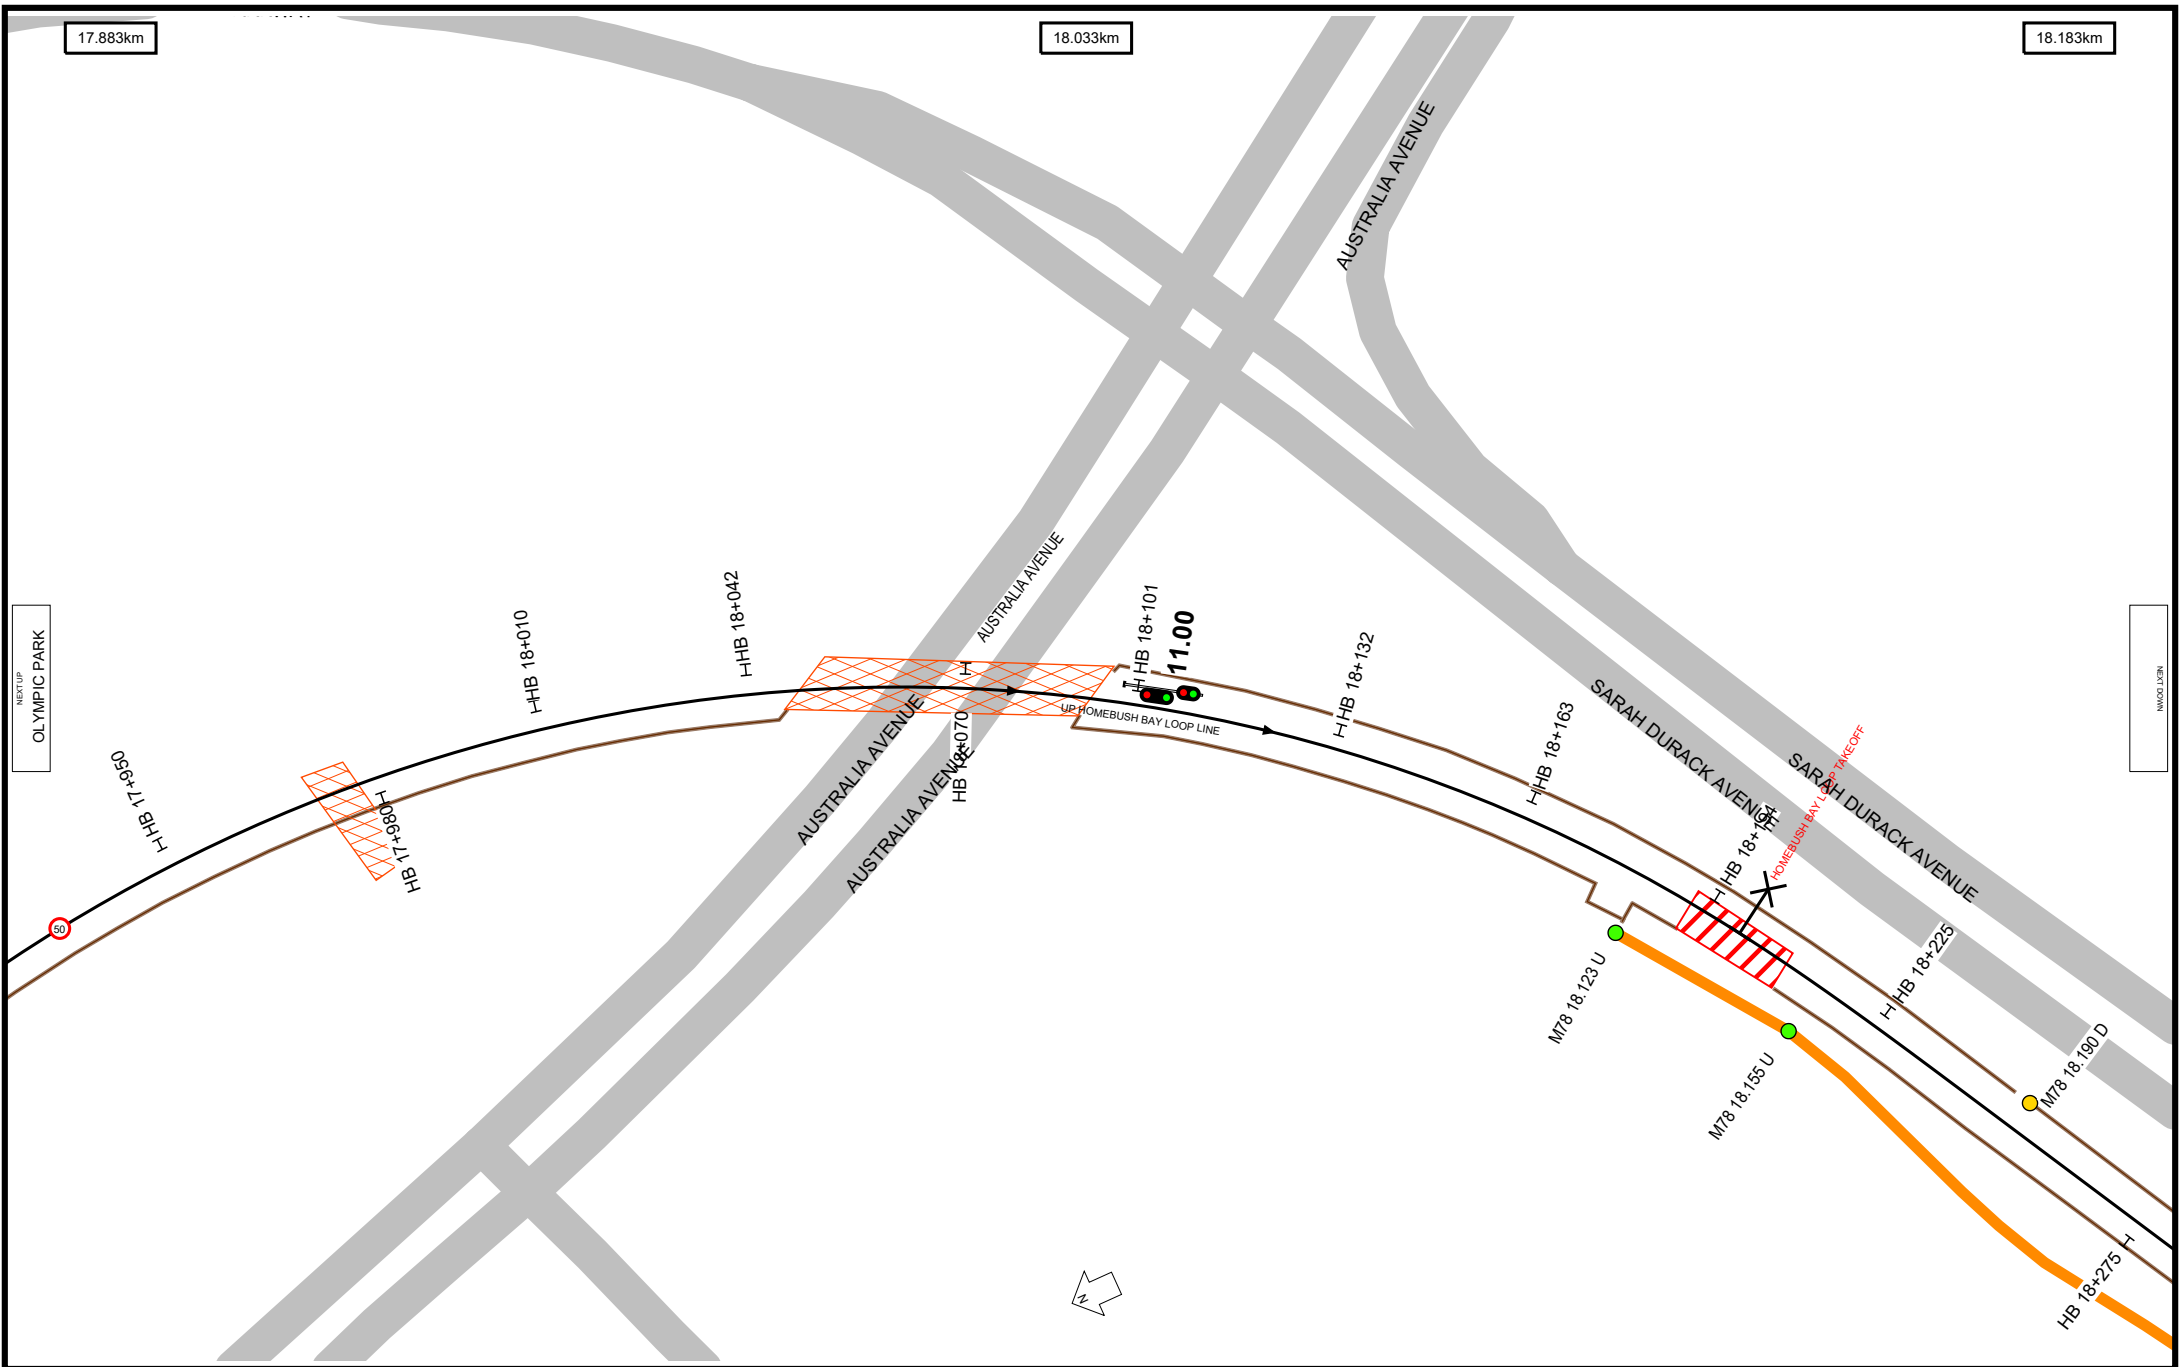 17.883km
18.033km
18.183km
AUSTRALIA AVENUE
AUSTRALIA AVENUE
HB 18+042
HB 18+010
HB 18+101
11.00
HB 18+132
NEXT UP
OLYMPIC PARK
NEXT DOWN
HB 17+950
HB 17+980
HB 18+070
UP HOMEBUSH BAY LOOP LINE
AUSTRALIA AVENUE
AUSTRALIA AVENUE
HB 18+163
SARAH DURACK AVENUE
SARAH DURACK AVENUE
HOMEBUSH BAY LOOP TAKEOFF
HB 18+194
50
HB 18+225
M78 18.123 U
M78 18.155 U
M78 18.190 D
HB 18+275
N